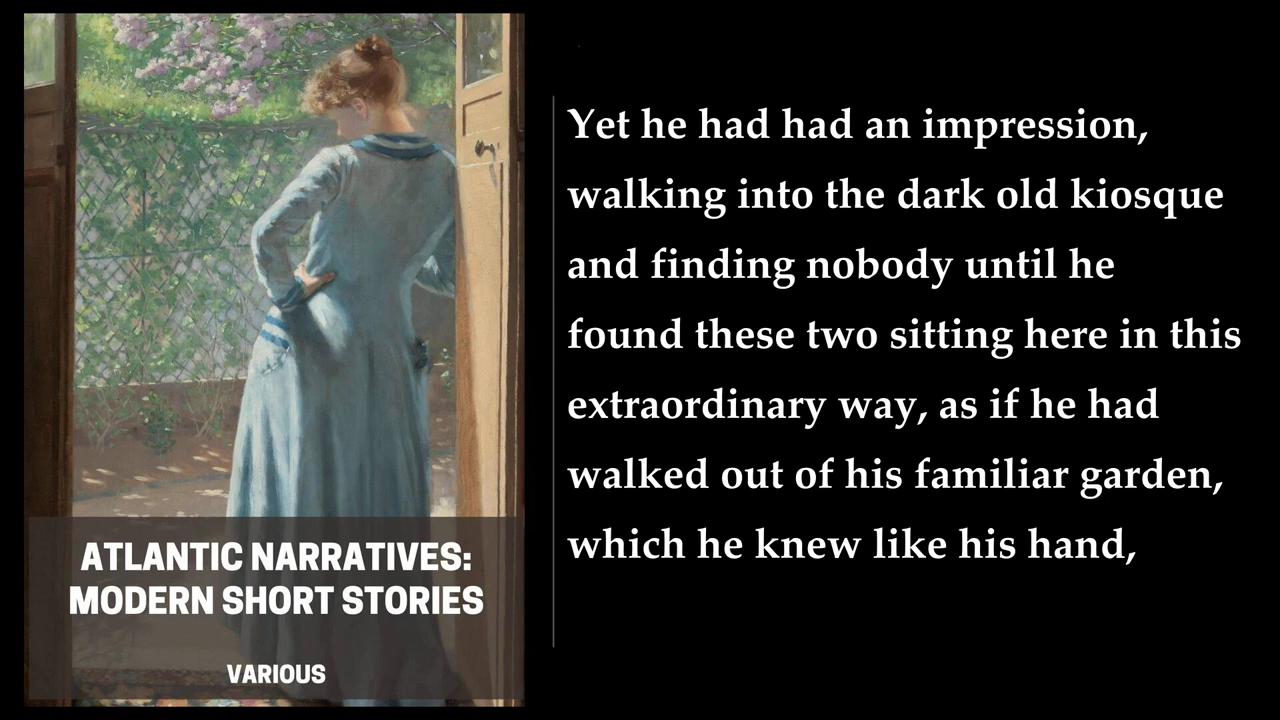 ATLANTIC NARRATIVES:
MODERN SHORT STORIES
VARIOUS
Yet he had had an impression,
walking into the dark old kiosque
and finding nobody until he
found these two sitting here in this
extraordinary way, as if he had
walked out of his familiar garden,
which he knew like his hand,